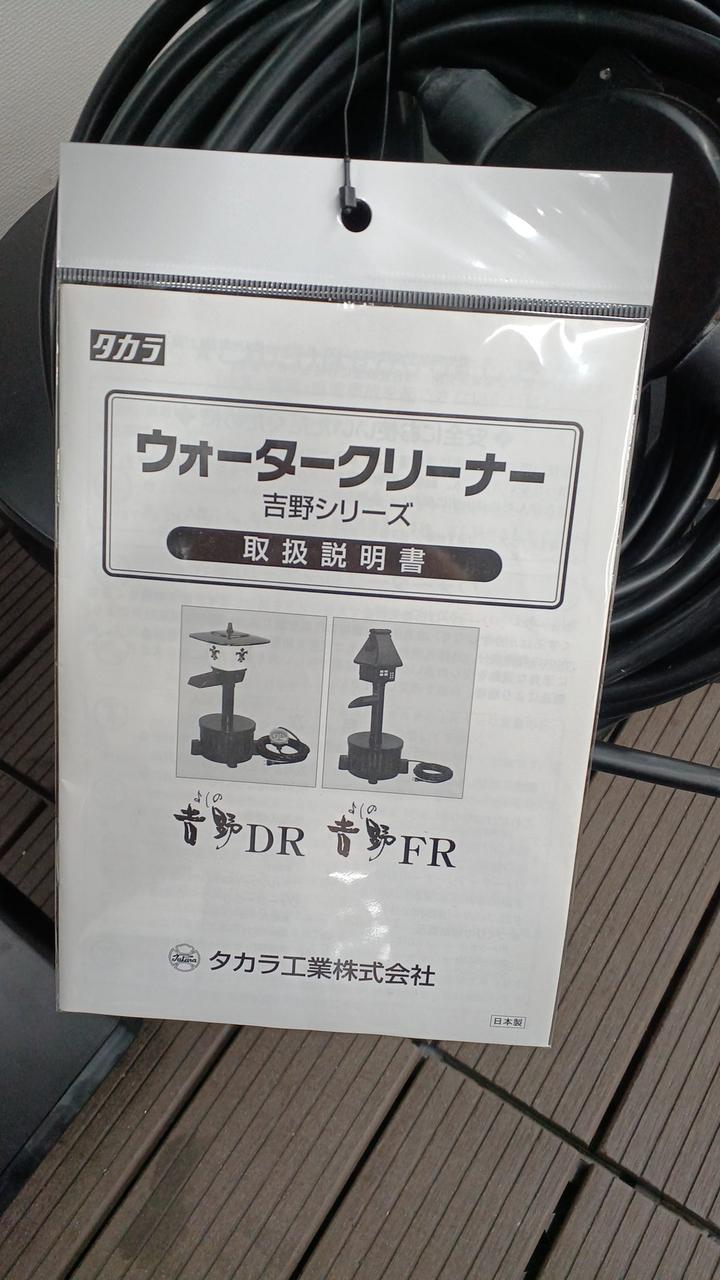 タカラ
ウォータークリーナー
吉野シリーズ
取扱説明書
よしの
吉野DR
よしの
吉野FR
Takara
タカラ工業株式会社
日本製